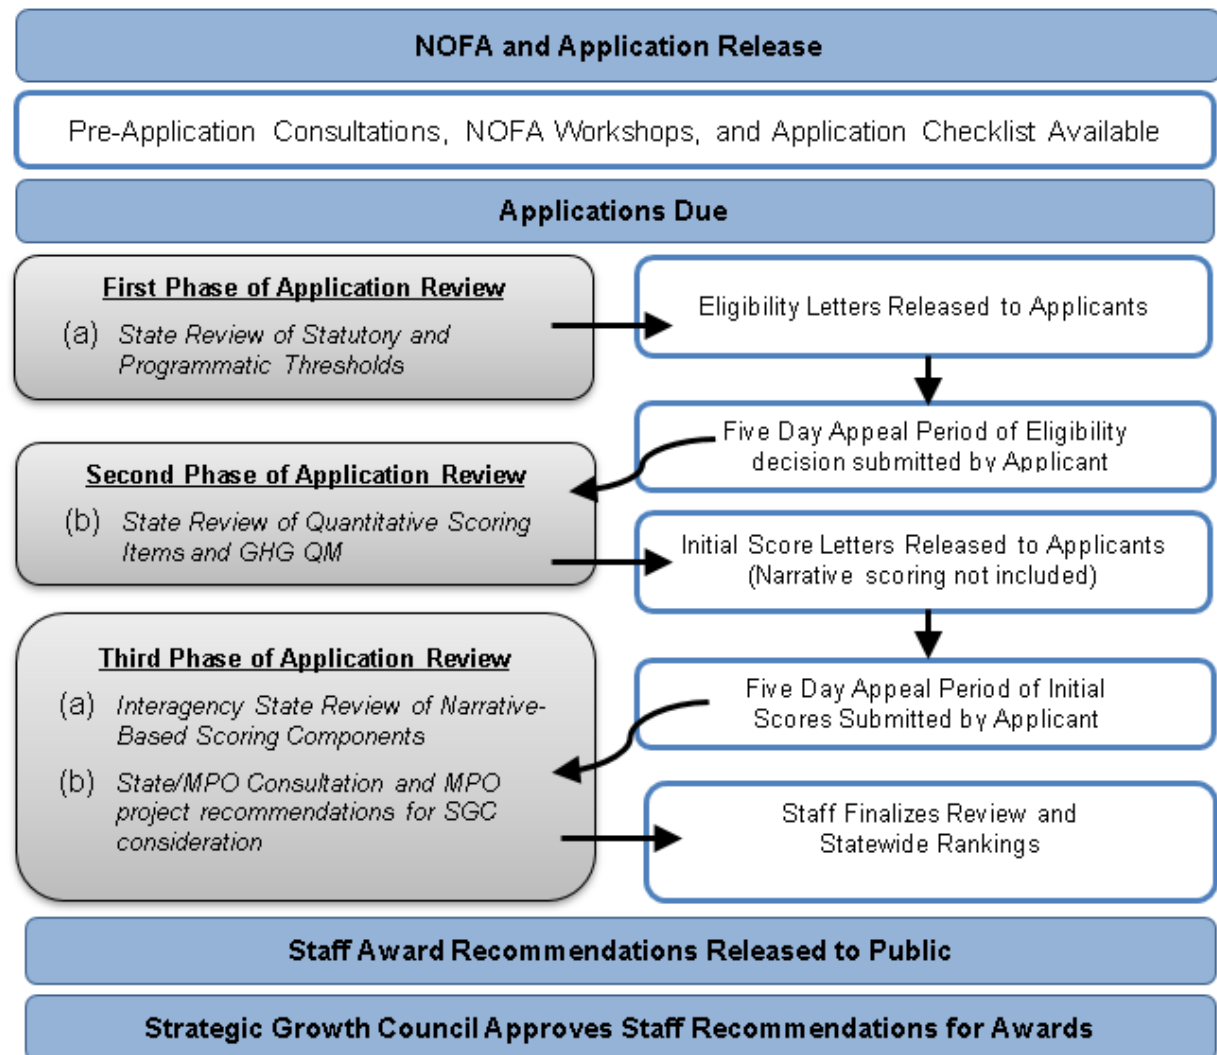 NOFA and Application Release
Pre-Application Consultations, NOFA Workshops, and Application Checklist Available
Applications Due
First Phase of Application Review
(a) State Review of Statutory and
Programmatic Thresholds
Eligibility Letters Released to Applicants
Five Day Appeal Period of Eligibility
decision submitted by Applicant
Second Phase of Application Review
(b) State Review of Quantitative Scoring
Items and GHG QM
Initial Score Letters Released to Applicants
(Narrative scoring not included)
Five Day Appeal Period of Initial
Scores Submitted by Applicant
Third Phase of Application Review
(a) Interagency State Review of Narrative-
Based Scoring Components
(b) State/MPO Consultation and MPO
project recommendations for SGC
consideration
Staff Finalizes Review and
Statewide Rankings
Staff Award Recommendations Released to Public
Strategic Growth Council Approves Staff Recommendations for Awards